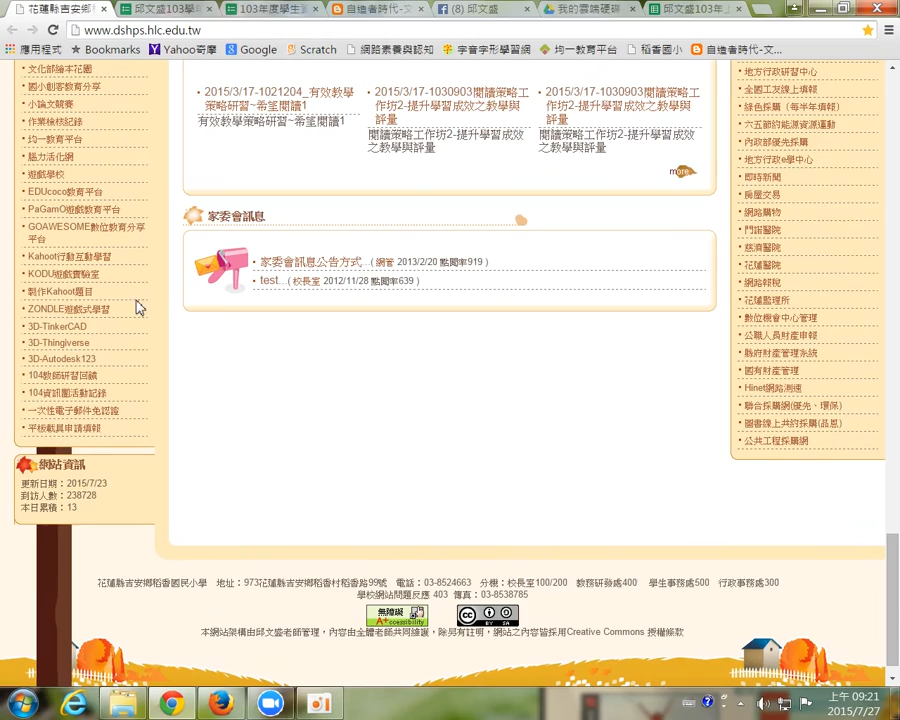 花蓮縣吉安鄉
邱文盛103學
103年度學生
自造者時代-文
(8) 邱文盛
我的雲端硬碟
邱文盛103年
www.dshps.hlc.edu.tw
應用程式
Bookmarks
Yahoo奇摩
Google
Scratch
網路素養與認知
字音字形學習網
均一教育平台
稻香國小
自造者時代-文...
文化部繪本花園
國小創客教育分享
小論文競賽
作業檢核紀錄
均一教育平台
腦力活化網
遊戲學校
EDUcoco教育平台
PaGamO遊戲教育平台
GOAWESOME數位教育分享
平台
Kahoot行動互動學習
KODU遊戲實驗室
製作Kahoot題目
ZONDLE遊戲式學習
3D-TinkerCAD
3D-Thingiverse
3D-Autodesk123
104教師研習回饋
104資訊團活動記錄
一次性電子郵件免認證
平板載具申請填報
網站資訊
更新日期：2015/7/23
到訪人數：238728
本日累積：13
2015/3/17-1021204_有效教學
策略研習~希望閱讀1
有效教學策略研習~希望閱讀1
2015/3/17-1030903閱讀策略工
作坊2-提升學習成效之教學與
評量
閱讀策略工作坊2-提升學習成效
之教學與評量
2015/3/17-1030903閱讀策略工
作坊2-提升學習成效之教學與
評量
閱讀策略工作坊2-提升學習成效
之教學與評量
more
家委會訊息
家委會訊息公告方式...( 網管 2013/2/20 點閱率919 )
test...( 校長室 2012/11/28 點閱率639 )
地方行政研習中心
全國工友線上填報
綠色採購（每半年填報）
六五節約能源資源運動
內政部優先採購
地方行政e學中心
即時新聞
房屋交易
網路購物
門諾醫院
慈濟醫院
花蓮醫院
網路報稅
花蓮監理所
數位機會中心管理
公職人員財產申報
縣府財產管理系統
國有財產管理
Hinet網路測速
聯合採購網(優先、環保)
圖書線上共約採購(品恩)
公共工程採購網
花蓮縣吉安鄉稻香國民小學 地址：973花蓮縣吉安鄉稻香村稻香路99號 電話：03-8524663 分機：校長室100/200 教務研發處400 學生事務處500 行政事務處300
學校網站問題反應 403 傳真：03-8538785
無障礙
A+ccessibility
CC BY SA
本網站架構由邱文盛老師管理，內容由全體老師共同維護，除另有註明，網站之內容皆採用Creative Commons 授權條款
上午 09:21
2015/7/27